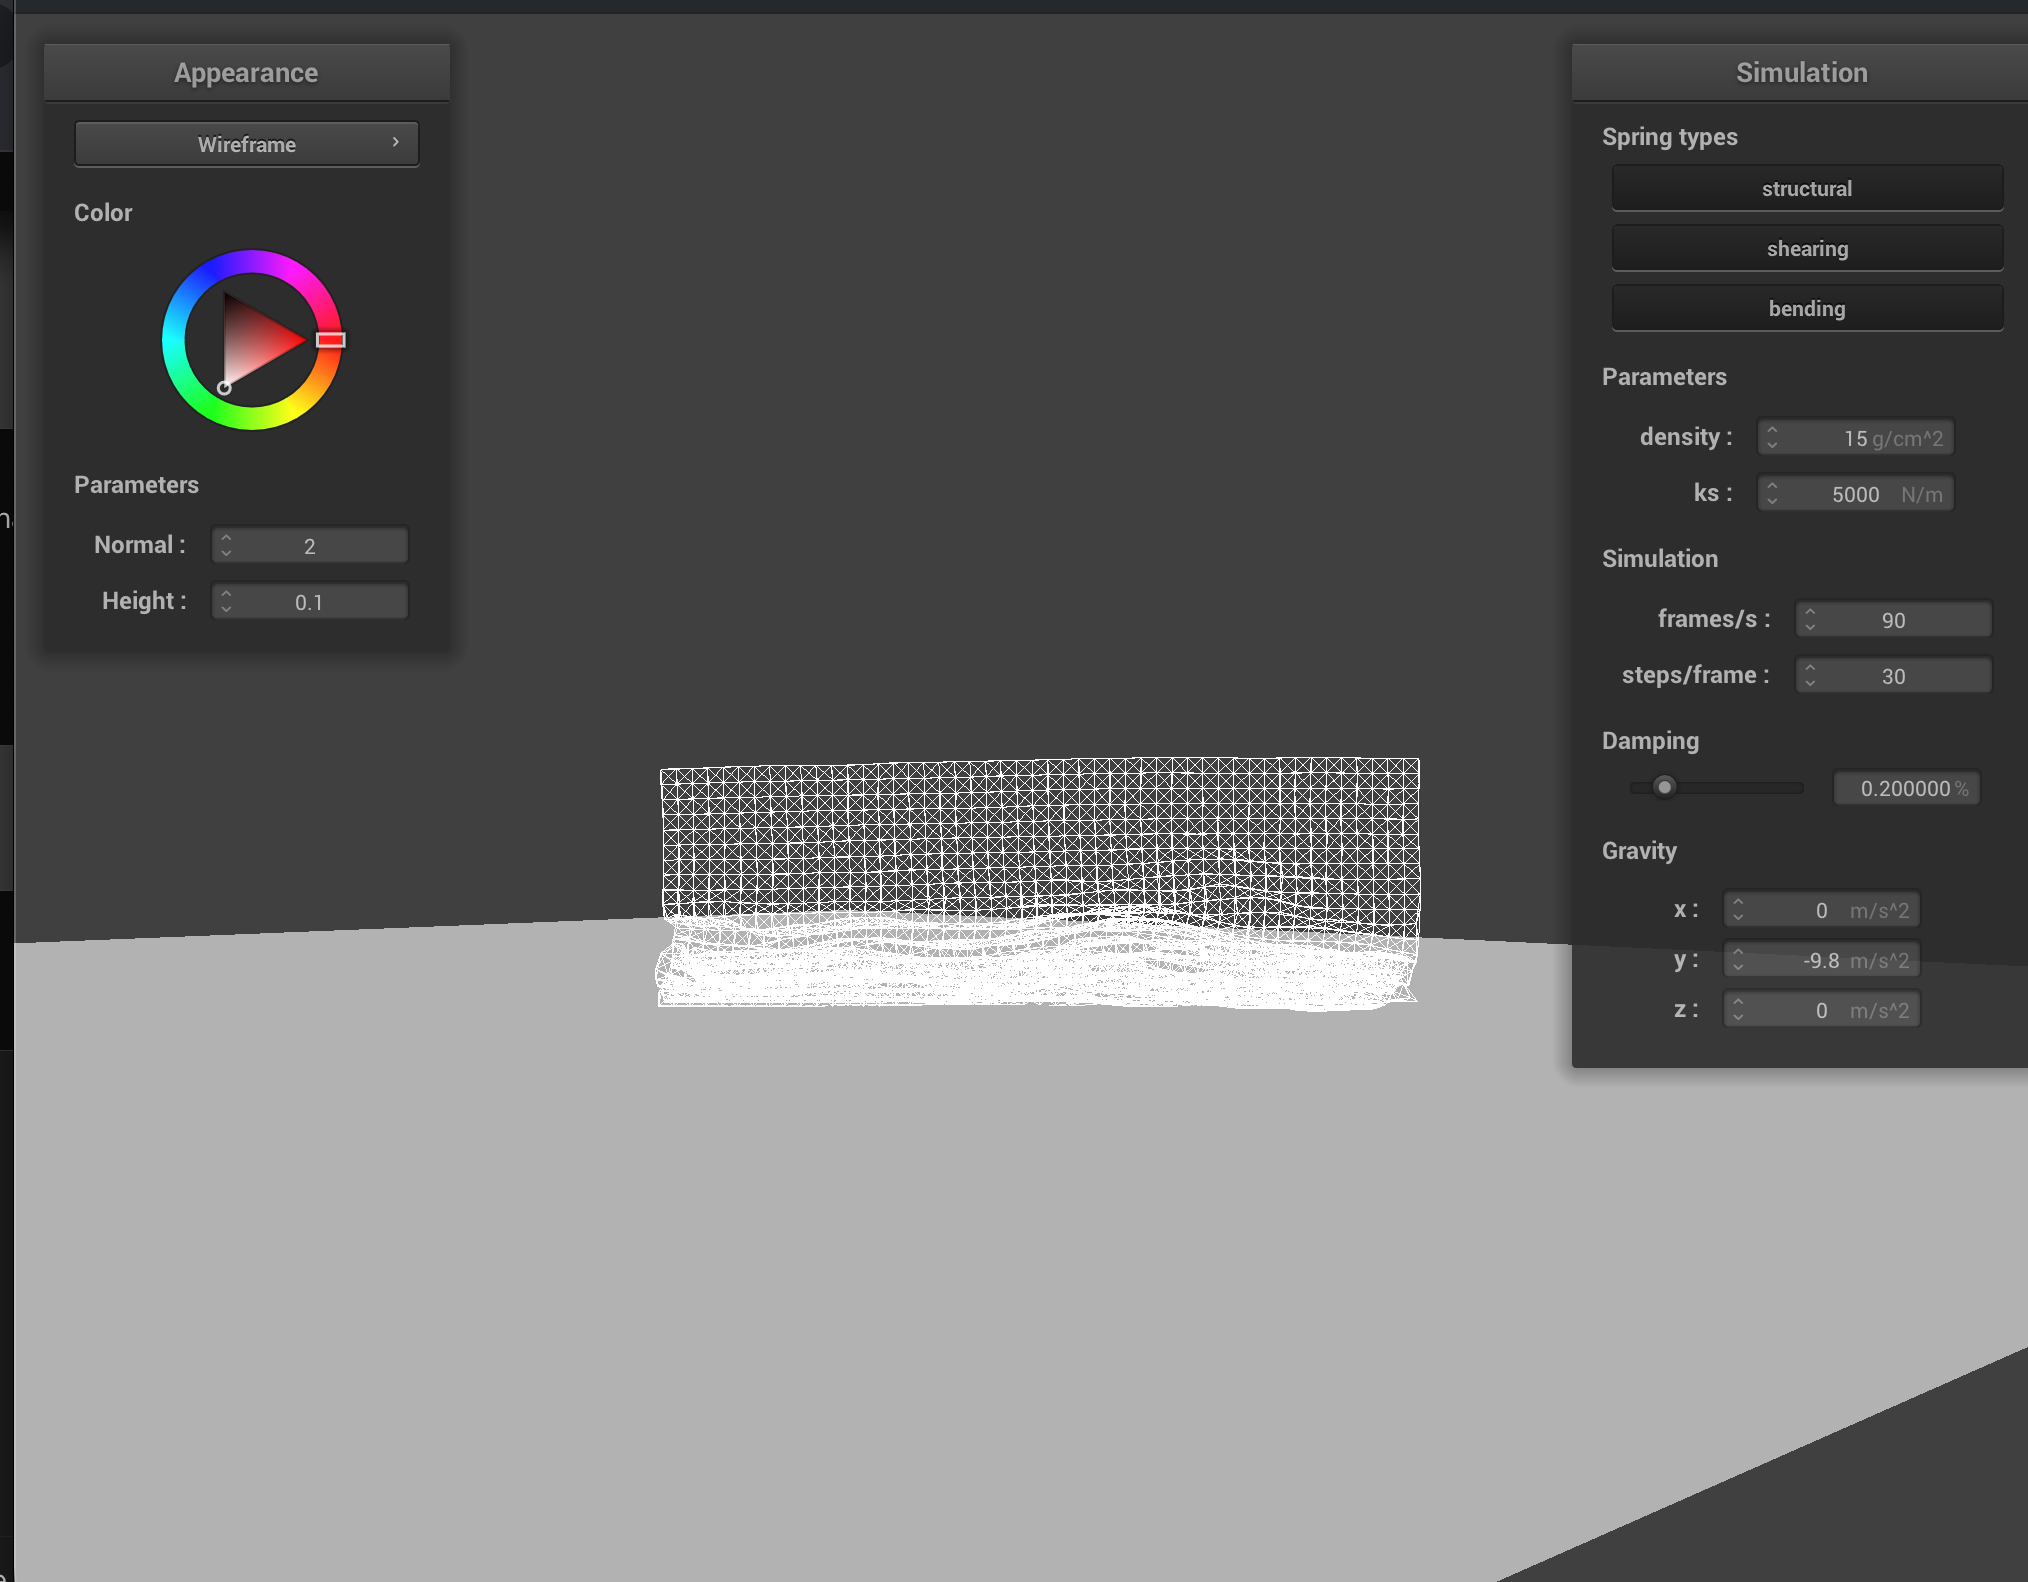 Appearance
Wireframe
Color
Parameters
Normal :
2
Height :
0.1
Simulation
Spring types
structural
shearing
bending
Parameters
density :
15 g/cm^2
ks :
5000 N/m
Simulation
frames/s :
90
steps/frame :
30
Damping
0.200000 %
Gravity
x :
0 m/s^2
y :
-9.8 m/s^2
z :
0 m/s^2